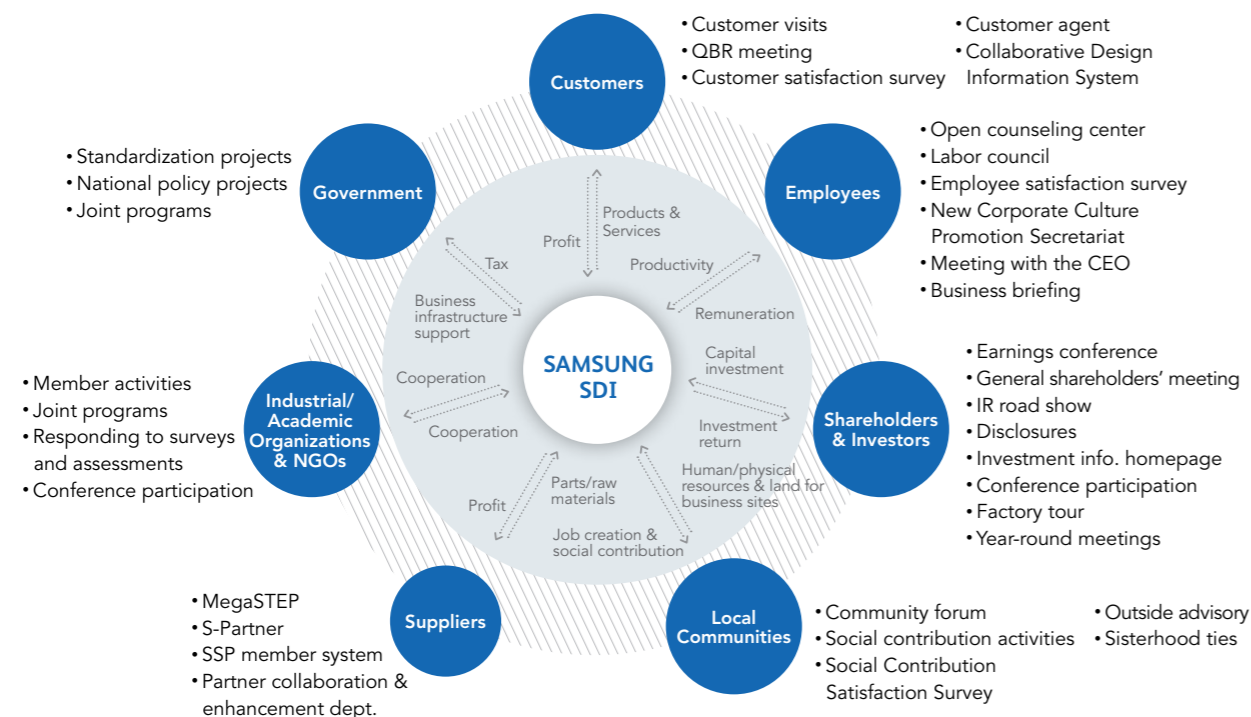 Customers
• Customer visits
• QBR meeting
• Customer satisfaction survey
• Customer agent
• Collaborative Design
Information System
Employees
• Open counseling center
• Labor council
• Employee satisfaction survey
• New Corporate Culture
Promotion Secretariat
• Meeting with the CEO
• Business briefing
Government
• Standardization projects
• National policy projects
• Joint programs
Products &
Services
Profit
Productivity
Remuneration
Tax
Business
infrastructure
support
SAMSUNG
SDI
Capital
investment
Investment
return
Cooperation
Cooperation
Human/physical
resources & land for
business sites
Job creation &
social contribution
Parts/raw
materials
Profit
Shareholders
& Investors
• Earnings conference
• General shareholders’ meeting
• IR road show
• Disclosures
• Investment info. homepage
• Conference participation
• Factory tour
• Year-round meetings
Industrial/
Academic
Organizations
& NGOs
• Member activities
• Joint programs
• Responding to surveys
and assessments
• Conference participation
Suppliers
• MegaSTEP
• S-Partner
• SSP member system
• Partner collaboration &
enhancement dept.
Local
Communities
• Community forum
• Social contribution activities
• Social Contribution
Satisfaction Survey
• Outside advisory
• Sisterhood ties